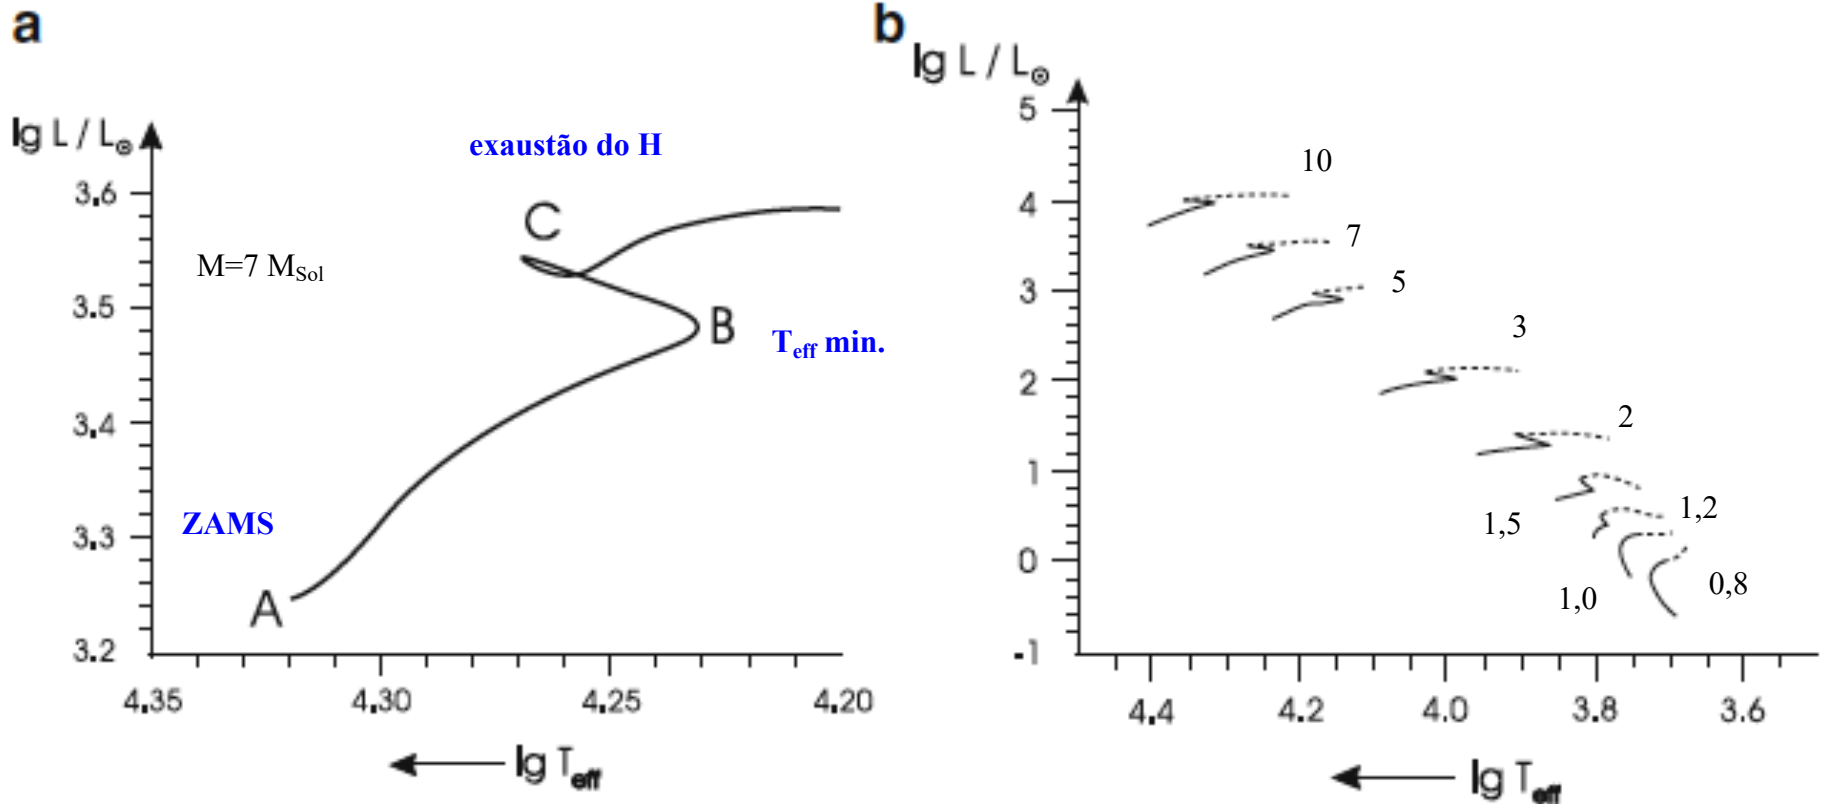 a
lg L / L⊙
exaustão do H
3.6
C
M=7 MSol
3.5
B
Teff min.
3.4
ZAMS
3.3
A
3.2
4.35 4.30 4.25 4.20
lg Teff
b
lg L / L⊙
5
10
4
7
5
3
3
2
2
1
1,2
1,5
0
0,8
1,0
-1
4.4 4.2 4.0 3.8 3.6
lg Teff